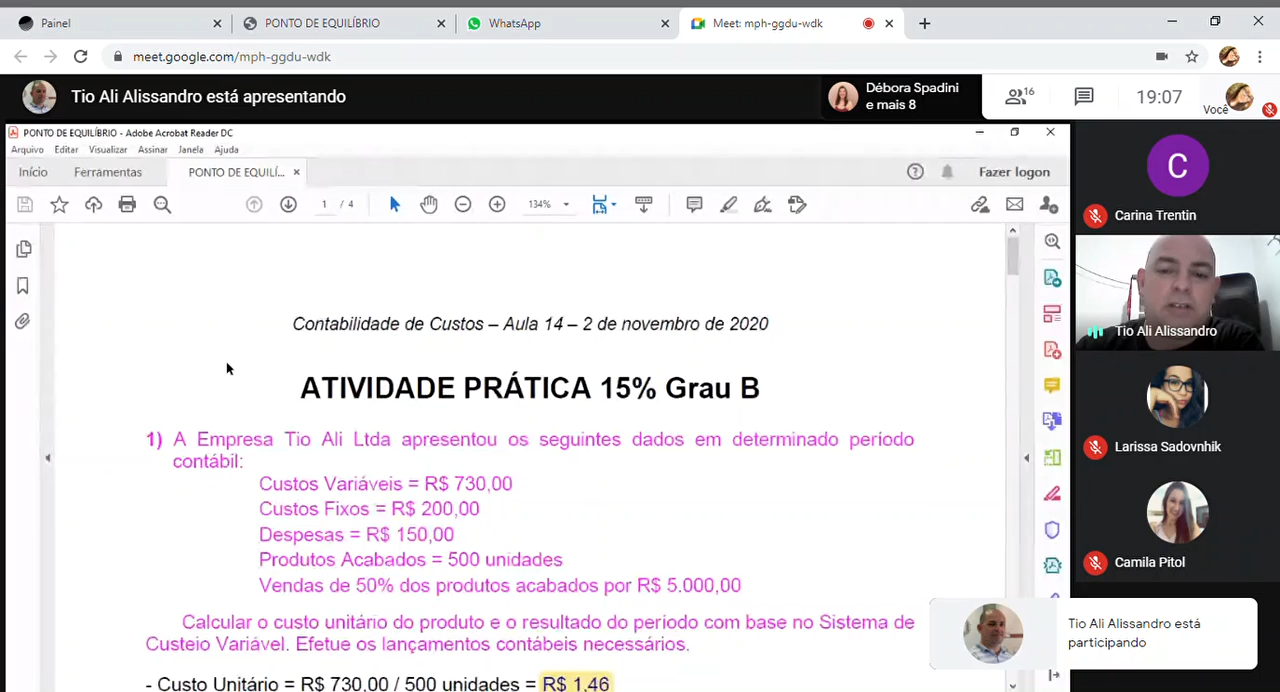 Painel
PONTO DE EQUILÍBRIO
WhatsApp
Meet: mph-ggdu-wdk
meet.google.com/mph-ggdu-wdk
Tio Ali Alissandro está apresentando
Débora Spadini
e mais 8
16
19:07
Você
PONTO DE EQUILÍBRIO - Adobe Acrobat Reader DC
Arquivo Editar Visualizar Assinar Janela Ajuda
Início Ferramentas PONTO DE EQUILÍ...
Fazer logon
1 / 4
134%
Contabilidade de Custos – Aula 14 – 2 de novembro de 2020
ATIVIDADE PRÁTICA 15% Grau B
1) A Empresa Tio Ali Ltda apresentou os seguintes dados em determinado período
contábil:
Custos Variáveis = R$ 730,00
Custos Fixos = R$ 200,00
Despesas = R$ 150,00
Produtos Acabados = 500 unidades
Vendas de 50% dos produtos acabados por R$ 5.000,00
Calcular o custo unitário do produto e o resultado do período com base no Sistema de
Custeio Variável. Efetue os lançamentos contábeis necessários.
- Custo Unitário = R$ 730,00 / 500 unidades = R$ 1,46
C
Carina Trentin
Tio Ali Alissandro
Larissa Sadovnhik
Camila Pitol
Tio Ali Alissandro está
participando